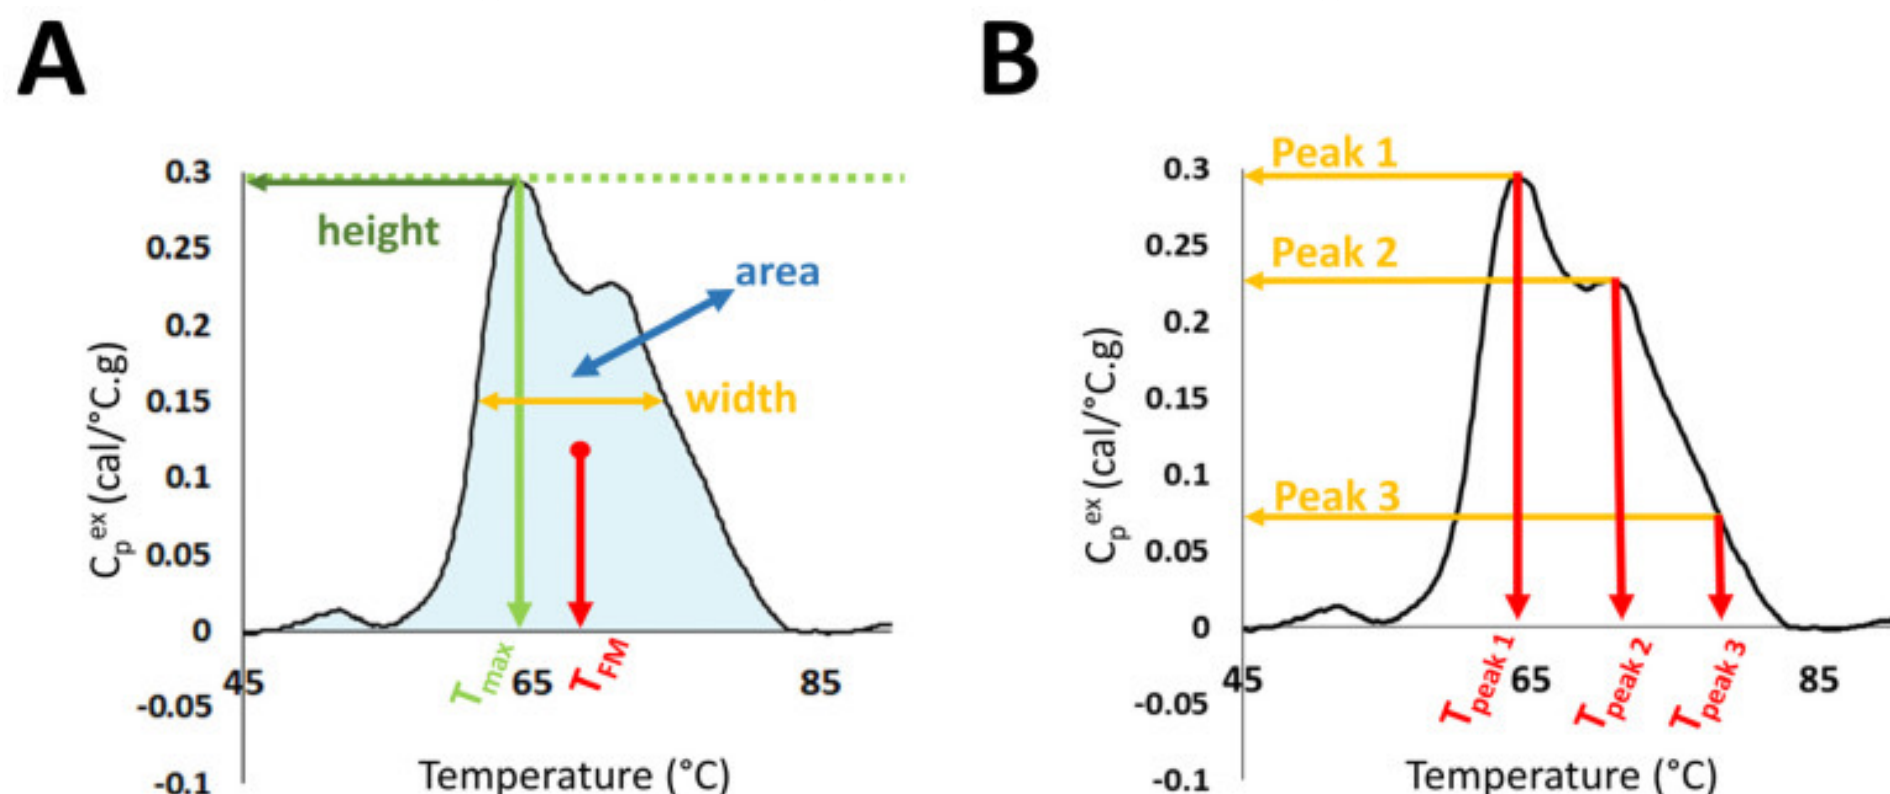 A
0.3
height
0.25
area
0.2
0.15
width
0.1
0.05
0
-0.05
-0.1
Cpex (cal/°C.g)
45
Tmax
65
TFM
85
Temperature (°C)
B
Peak 1
0.3
Peak 2
0.25
0.2
0.15
0.1
Peak 3
0.05
0
-0.05
-0.1
Cpex (cal/°C.g)
45
Tpeak 1
65
Tpeak 2
Tpeak 3
85
Temperature (°C)